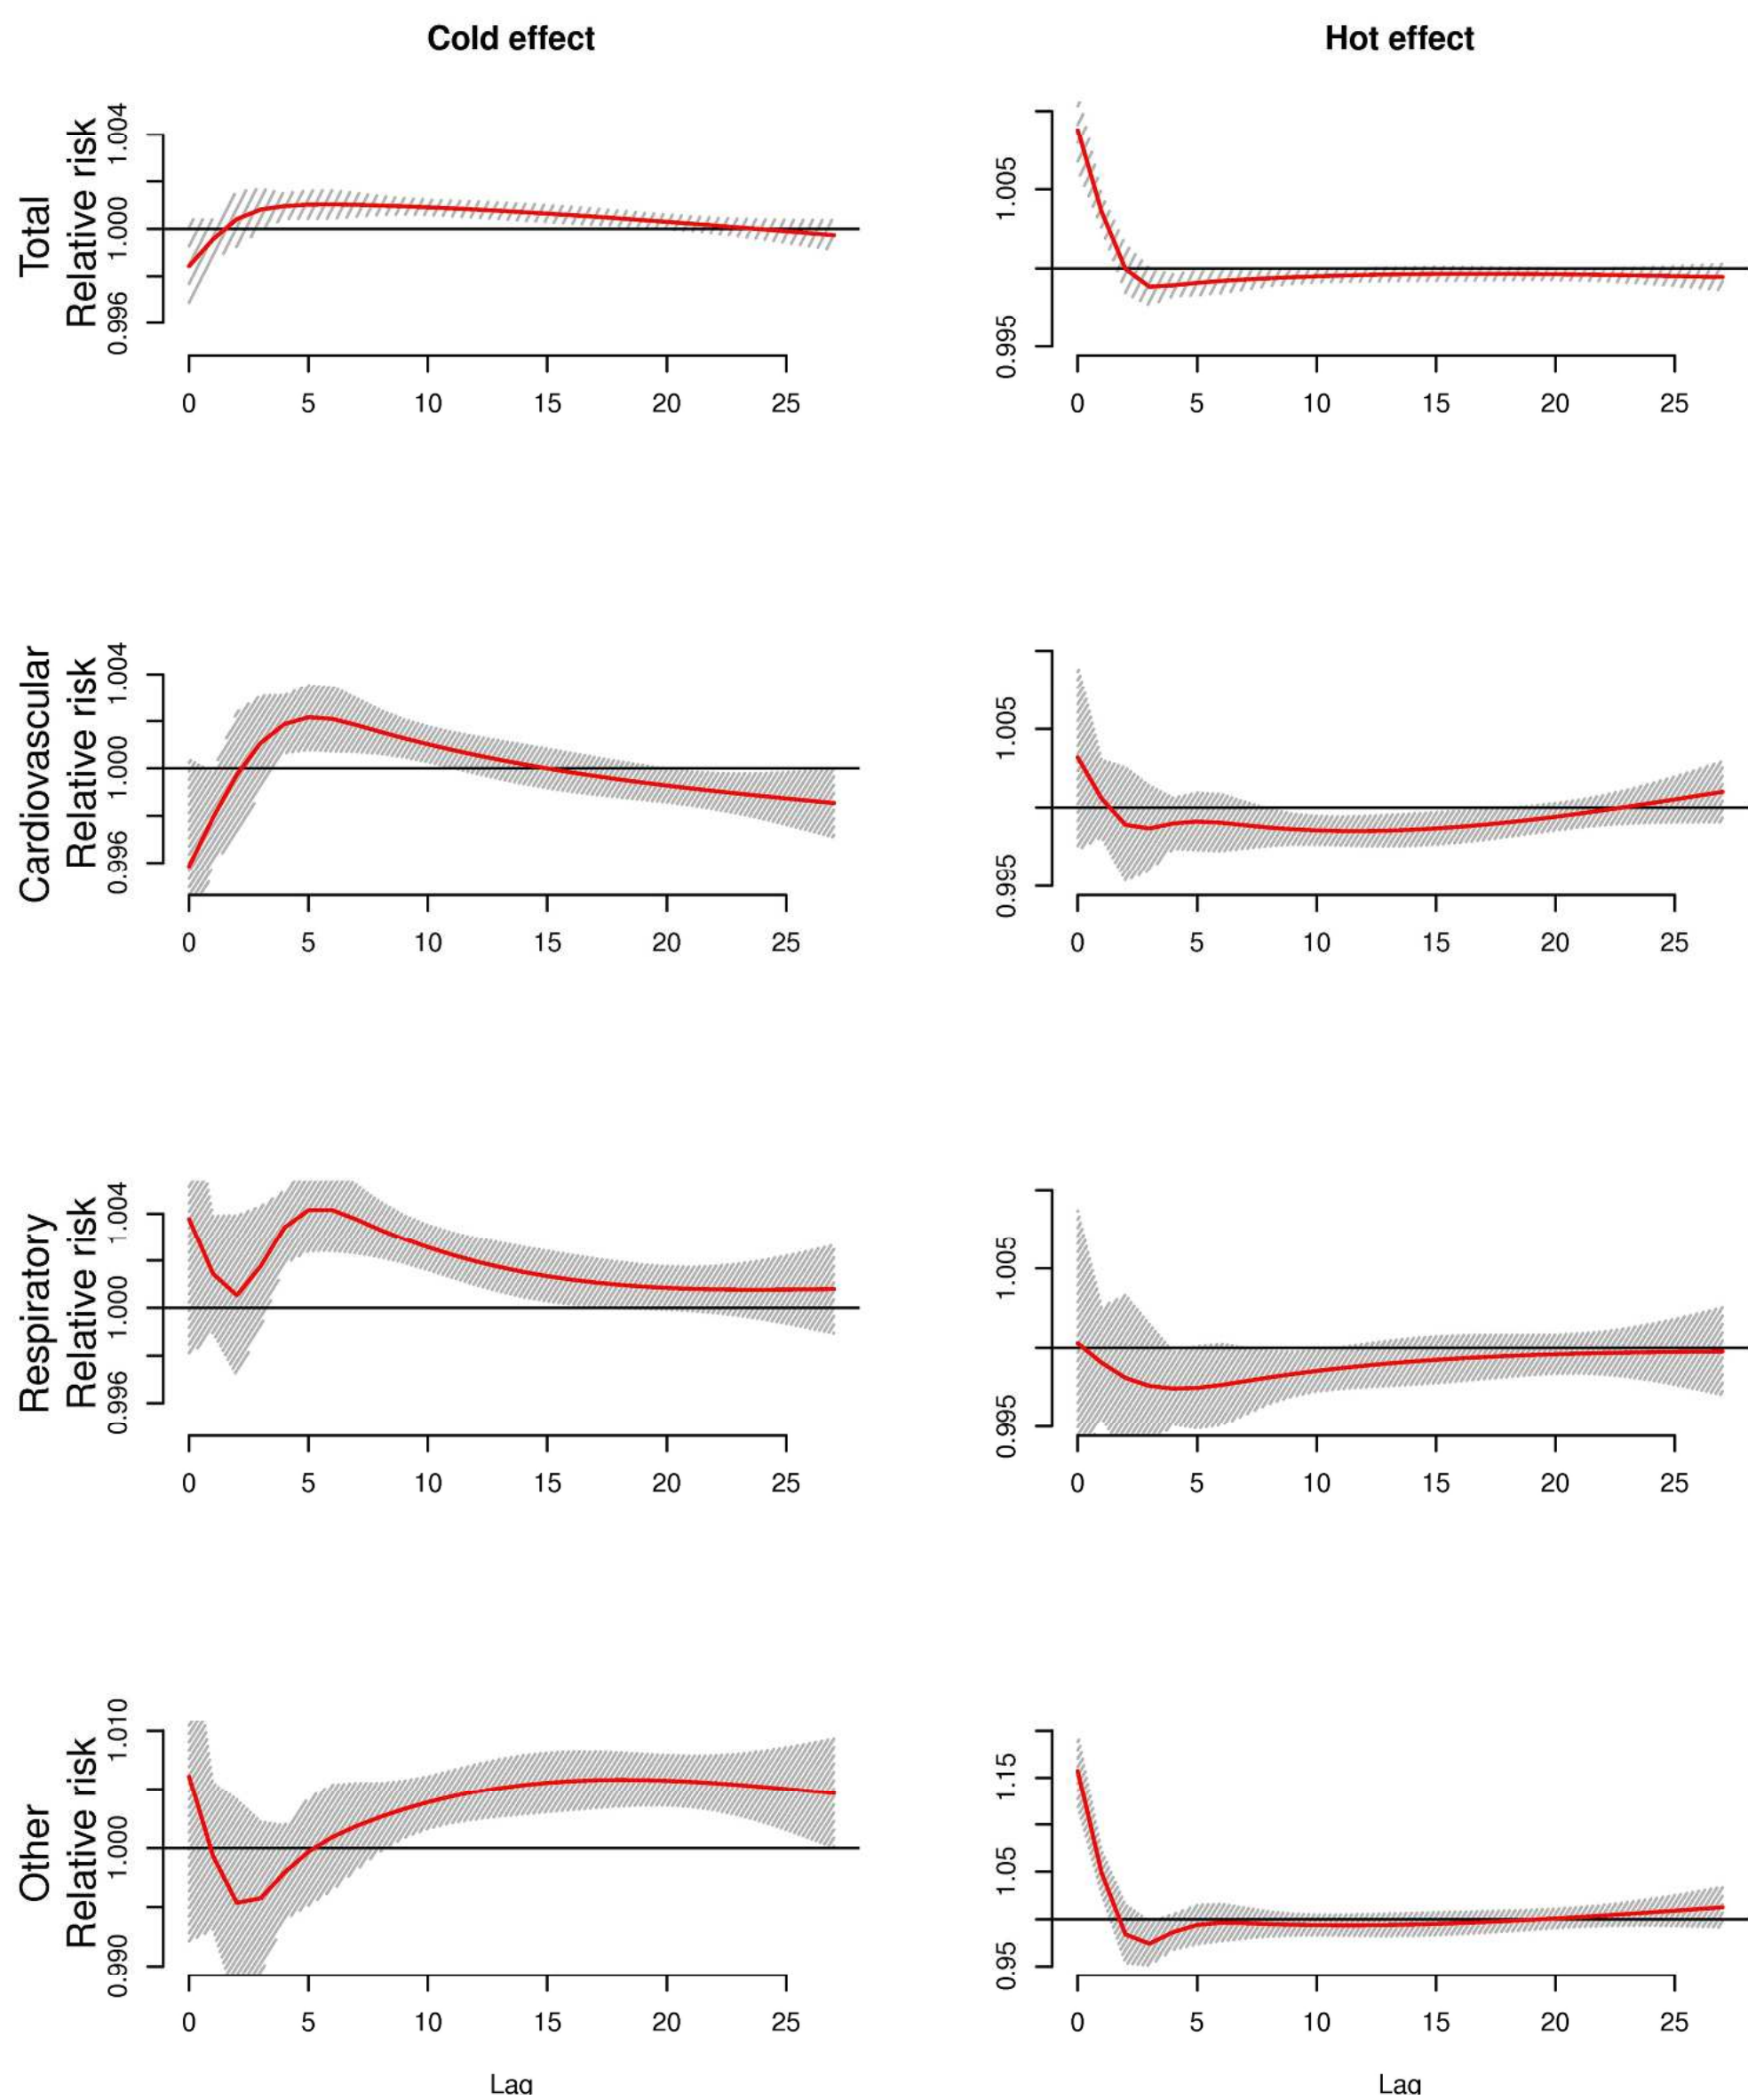 Cold effect
Hot effect
Total
Relative risk
1.004
1.000
0.996
0 5 10 15 20 25
1.005
0.995
0 5 10 15 20 25
Cardiovascular
Relative risk
1.004
1.000
0.996
0 5 10 15 20 25
1.005
0.995
0 5 10 15 20 25
Respiratory
Relative risk
1.004
1.000
0.996
0 5 10 15 20 25
1.005
0.995
0 5 10 15 20 25
Other
Relative risk
1.010
1.000
0.990
0 5 10 15 20 25
Lag
1.15
1.05
0.95
0 5 10 15 20 25
Lag